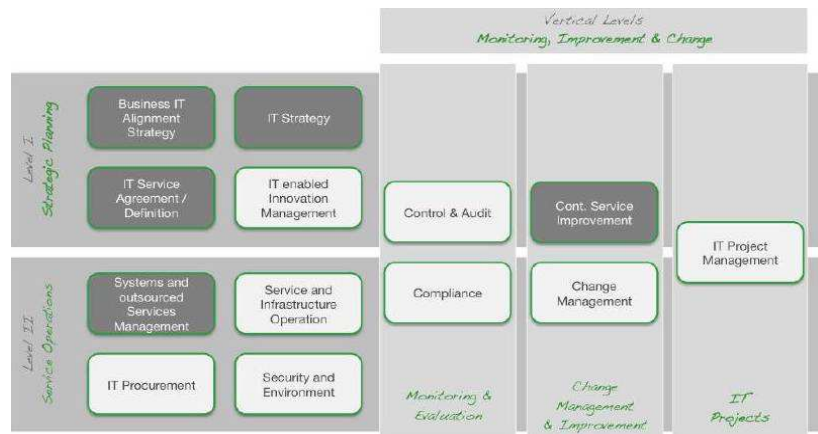 Vertical Levels
Monitoring, Improvement & Change
Level I
Strategic Planning
Business IT
Alignment
Strategy
IT Strategy
IT Service
Agreement /
Definition
IT enabled
Innovation
Management
Control & Audit
Cont. Service
Improvement
IT Project
Management
Level II
Service Operations
Systems and
outsourced
Services
Management
Service and
Infrastructure
Operation
Compliance
Change
Management
IT Procurement
Security and
Environment
Monitoring &
Evaluation
Change
Management
& Improvement
IT
Projects